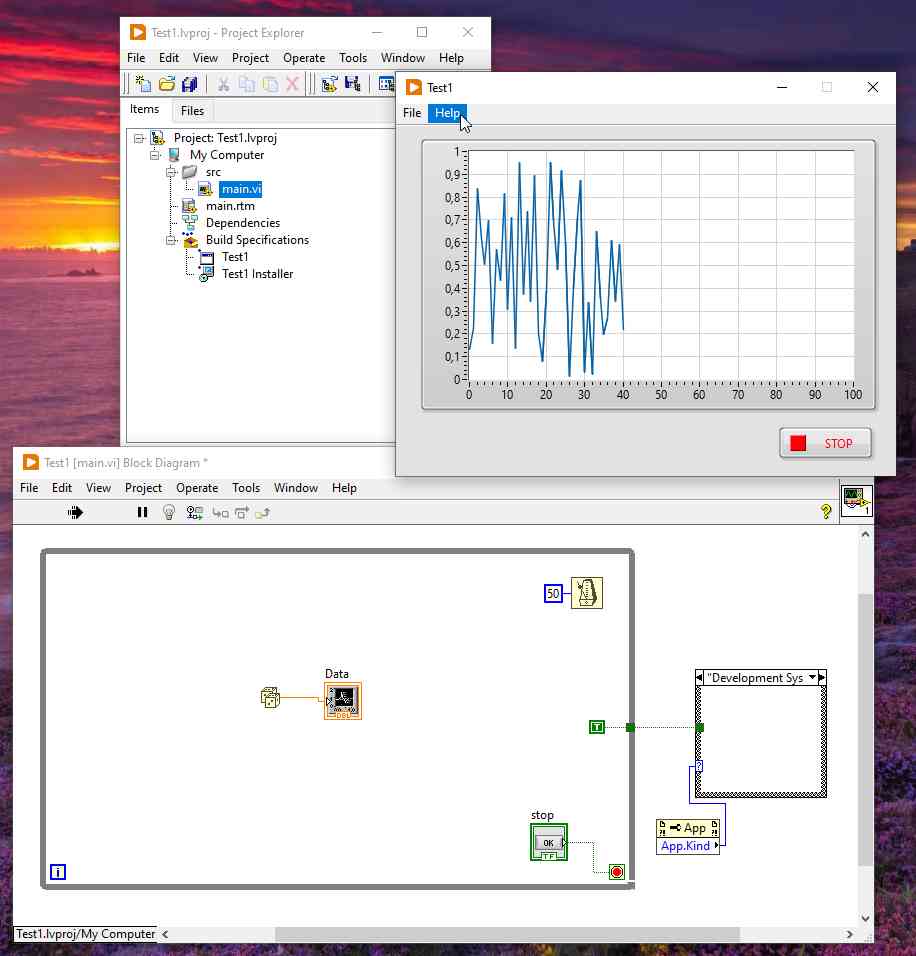 Test1.lvproj - Project Explorer
File Edit View Project Operate Tools Window Help
Items Files
Project: Test1.lvproj
My Computer
src
main.vi
main.rtm
Dependencies
Build Specifications
Test1
Test1 Installer
Test1
File Help
1
0,9
0,8
0,7
0,6
0,5
0,4
0,3
0,2
0,1
0
0 10 20 30 40 50 60 70 80 90 100
STOP
Test1 [main.vi] Block Diagram *
File Edit View Project Operate Tools Window Help
? 1
50
Data
DBL
"Development Sys
T
?
stop
OK
TF
App
App.Kind
i
Test1.lvproj/My Computer